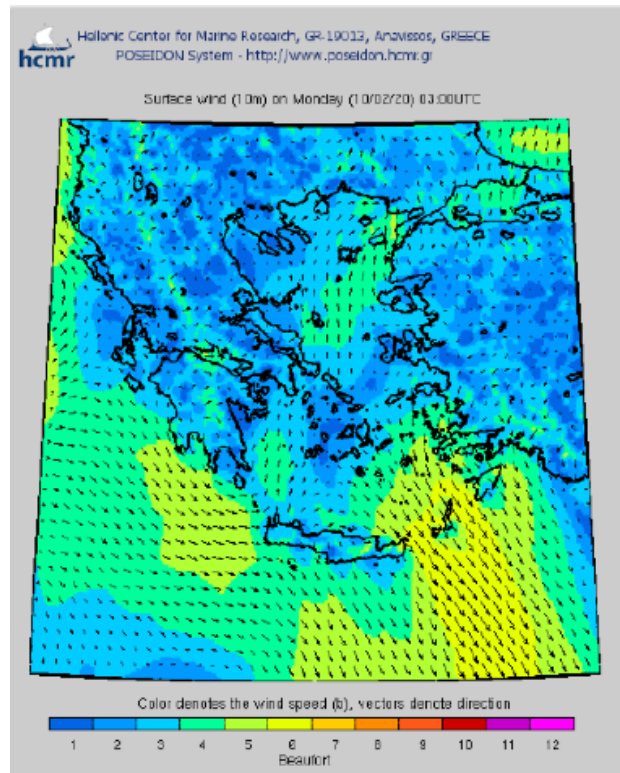 Hellenic Center for Marine Research, GR-19013, Anavissos, GREECE
POSEIDON System - http://www.poseidon.hcmr.gr
hcmr
Surface wind (10m) on Monday (10/02/20) 03:00UTC
Color denotes the wind speed (b), vectors denote direction
1 2 3 4 5 6 7 8 9 10 11 12
Beaufort